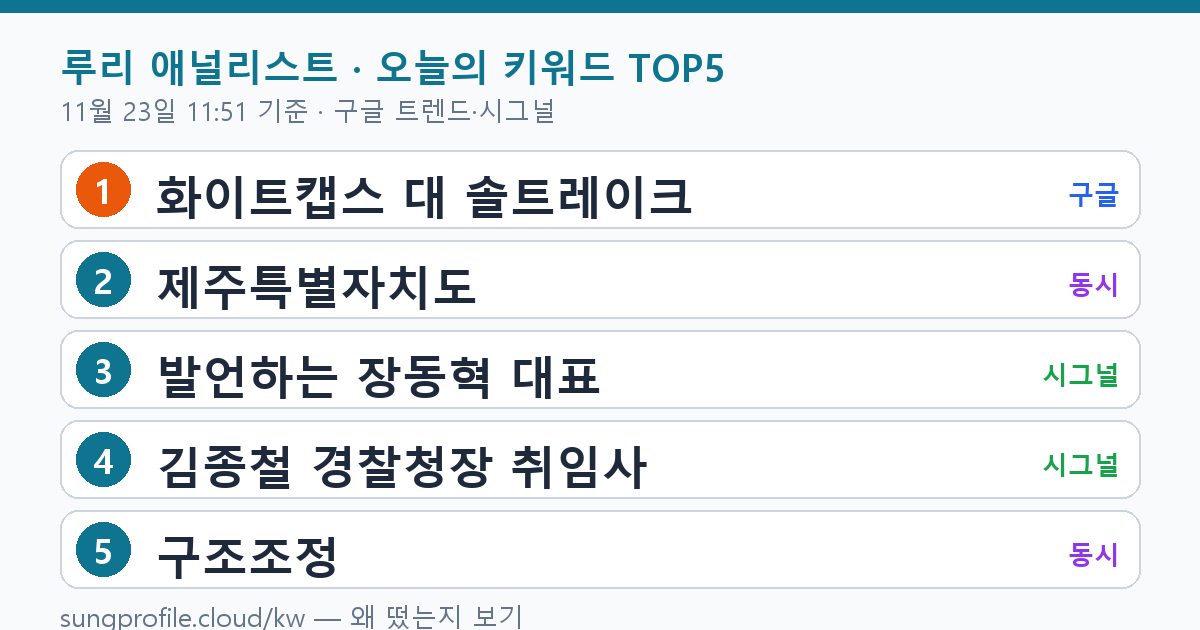 루리 애널리스트 · 오늘의 키워드 TOP5
11월 23일 11:51 기준 · 구글 트렌드·시그널
1 화이트캡스 대 솔트레이크 구글
2 제주특별자치도 동시
3 발언하는 장동혁 대표 시그널
4 김종철 경찰청장 취임사 시그널
5 구조조정 동시
sungprofile.cloud/kw — 왜 떴는지 보기